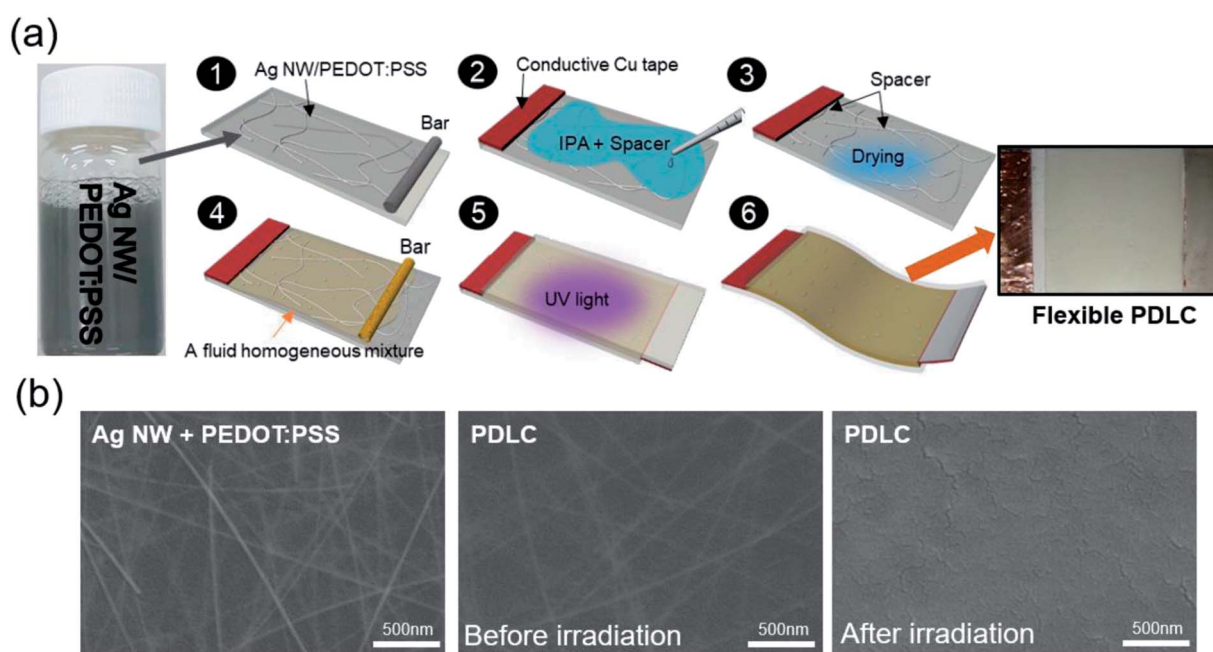 (a)
Ag NW/
PEDOT:PSS
1
Ag NW/PEDOT:PSS
Bar
2
Conductive Cu tape
IPA + Spacer
3
Spacer
Drying
4
Bar
A fluid homogeneous mixture
5
UV light
6
Flexible PDLC
(b)
Ag NW + PEDOT:PSS
500nm
PDLC
Before irradiation
500nm
PDLC
After irradiation
500nm